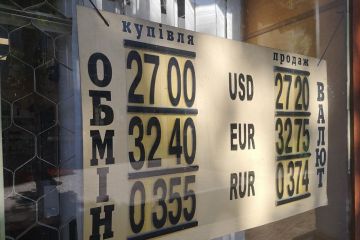 купівля продаж
ОБМІН ВАЛЮТ
27.00 USD 27.20
32.40 EUR 32.75
0.355 RUR 0.374